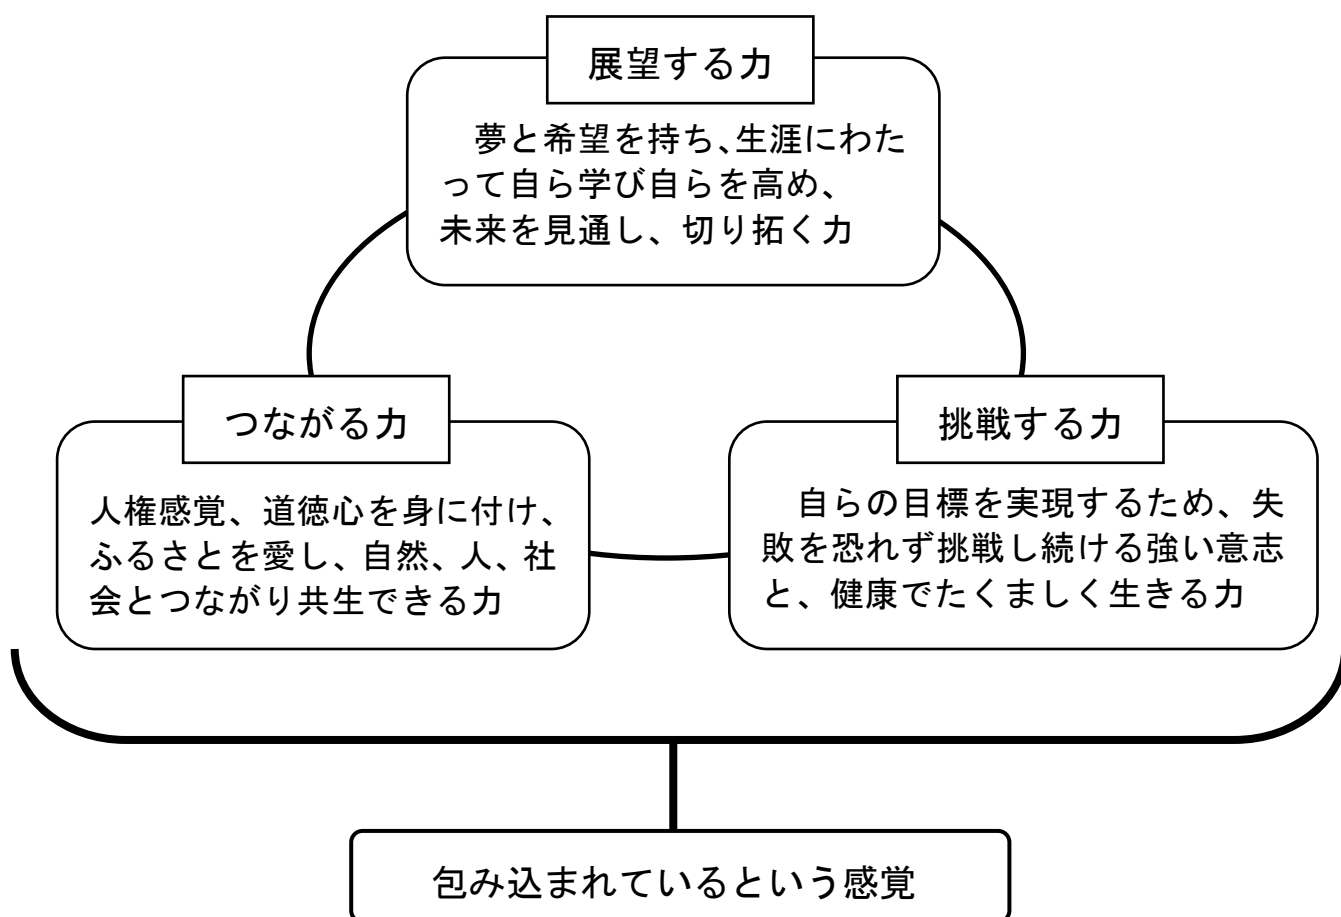 展望する力
　夢と希望を持ち、生涯にわた
って自ら学び自らを高め、
未来を見通し、切り拓く力
つながる力
人権感覚、道徳心を身に付け、
ふるさとを愛し、自然、人、社
会とつながり共生できる力
挑戦する力
　自らの目標を実現するため、失
敗を恐れず挑戦し続ける強い意志
と、健康でたくましく生きる力
包み込まれているという感覚